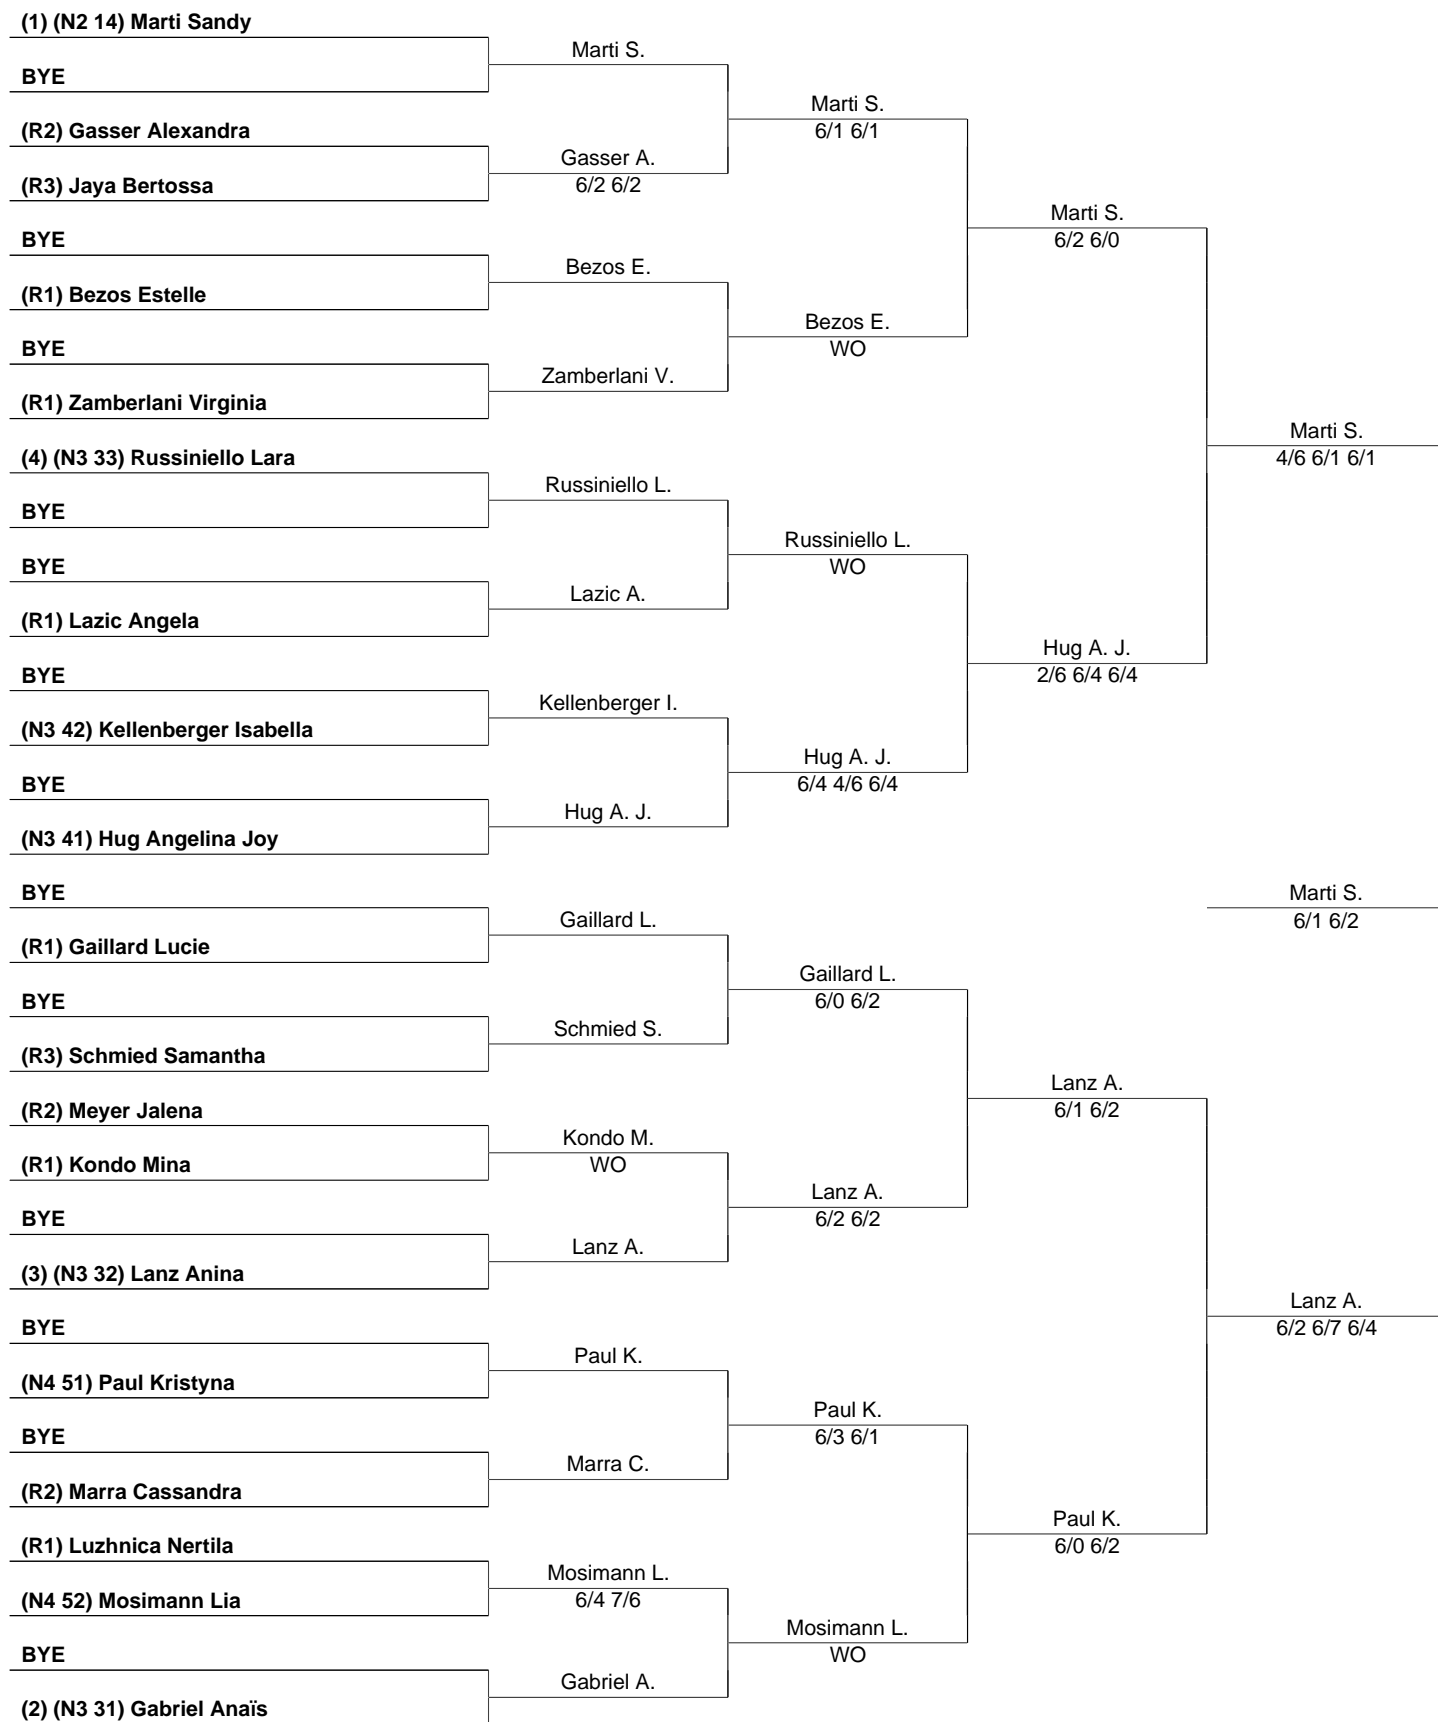 (1) (N2 14) Marti Sandy
Marti S.
BYE
Marti S.
6/1 6/1
(R2) Gasser Alexandra
Gasser A.
6/2 6/2
(R3) Jaya Bertossa
Marti S.
6/2 6/0
BYE
Bezos E.
(R1) Bezos Estelle
Bezos E.
WO
BYE
Zamberlani V.
(R1) Zamberlani Virginia
Marti S.
4/6 6/1 6/1
(4) (N3 33) Russiniello Lara
Russiniello L.
BYE
Russiniello L.
WO
BYE
Lazic A.
(R1) Lazic Angela
Hug A. J.
2/6 6/4 6/4
BYE
Kellenberger I.
(N3 42) Kellenberger Isabella
Hug A. J.
6/4 4/6 6/4
BYE
Hug A. J.
(N3 41) Hug Angelina Joy
BYE
Marti S.
6/1 6/2
Gaillard L.
(R1) Gaillard Lucie
Gaillard L.
6/0 6/2
BYE
Schmied S.
(R3) Schmied Samantha
Lanz A.
6/1 6/2
(R2) Meyer Jalena
Kondo M.
WO
(R1) Kondo Mina
Lanz A.
6/2 6/2
BYE
Lanz A.
(3) (N3 32) Lanz Anina
Lanz A.
6/2 6/7 6/4
BYE
Paul K.
(N4 51) Paul Kristyna
Paul K.
6/3 6/1
BYE
Marra C.
(R2) Marra Cassandra
Paul K.
6/0 6/2
(R1) Luzhnica Nertila
Mosimann L.
6/4 7/6
(N4 52) Mosimann Lia
Mosimann L.
WO
BYE
Gabriel A.
(2) (N3 31) Gabriel Anaïs